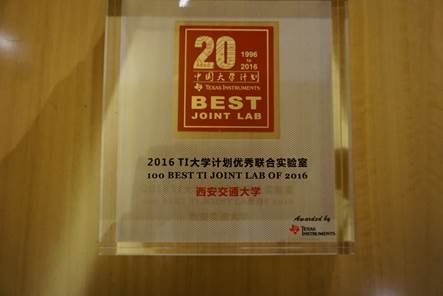 20
1996
to
2016
中国大学计划
TEXAS INSTRUMENTS
BEST
JOINT LAB
2016 TI大学计划优秀联合实验室
100 BEST TI JOINT LAB OF 2016
西安交通大学
Awarded by
TEXAS
INSTRUMENTS